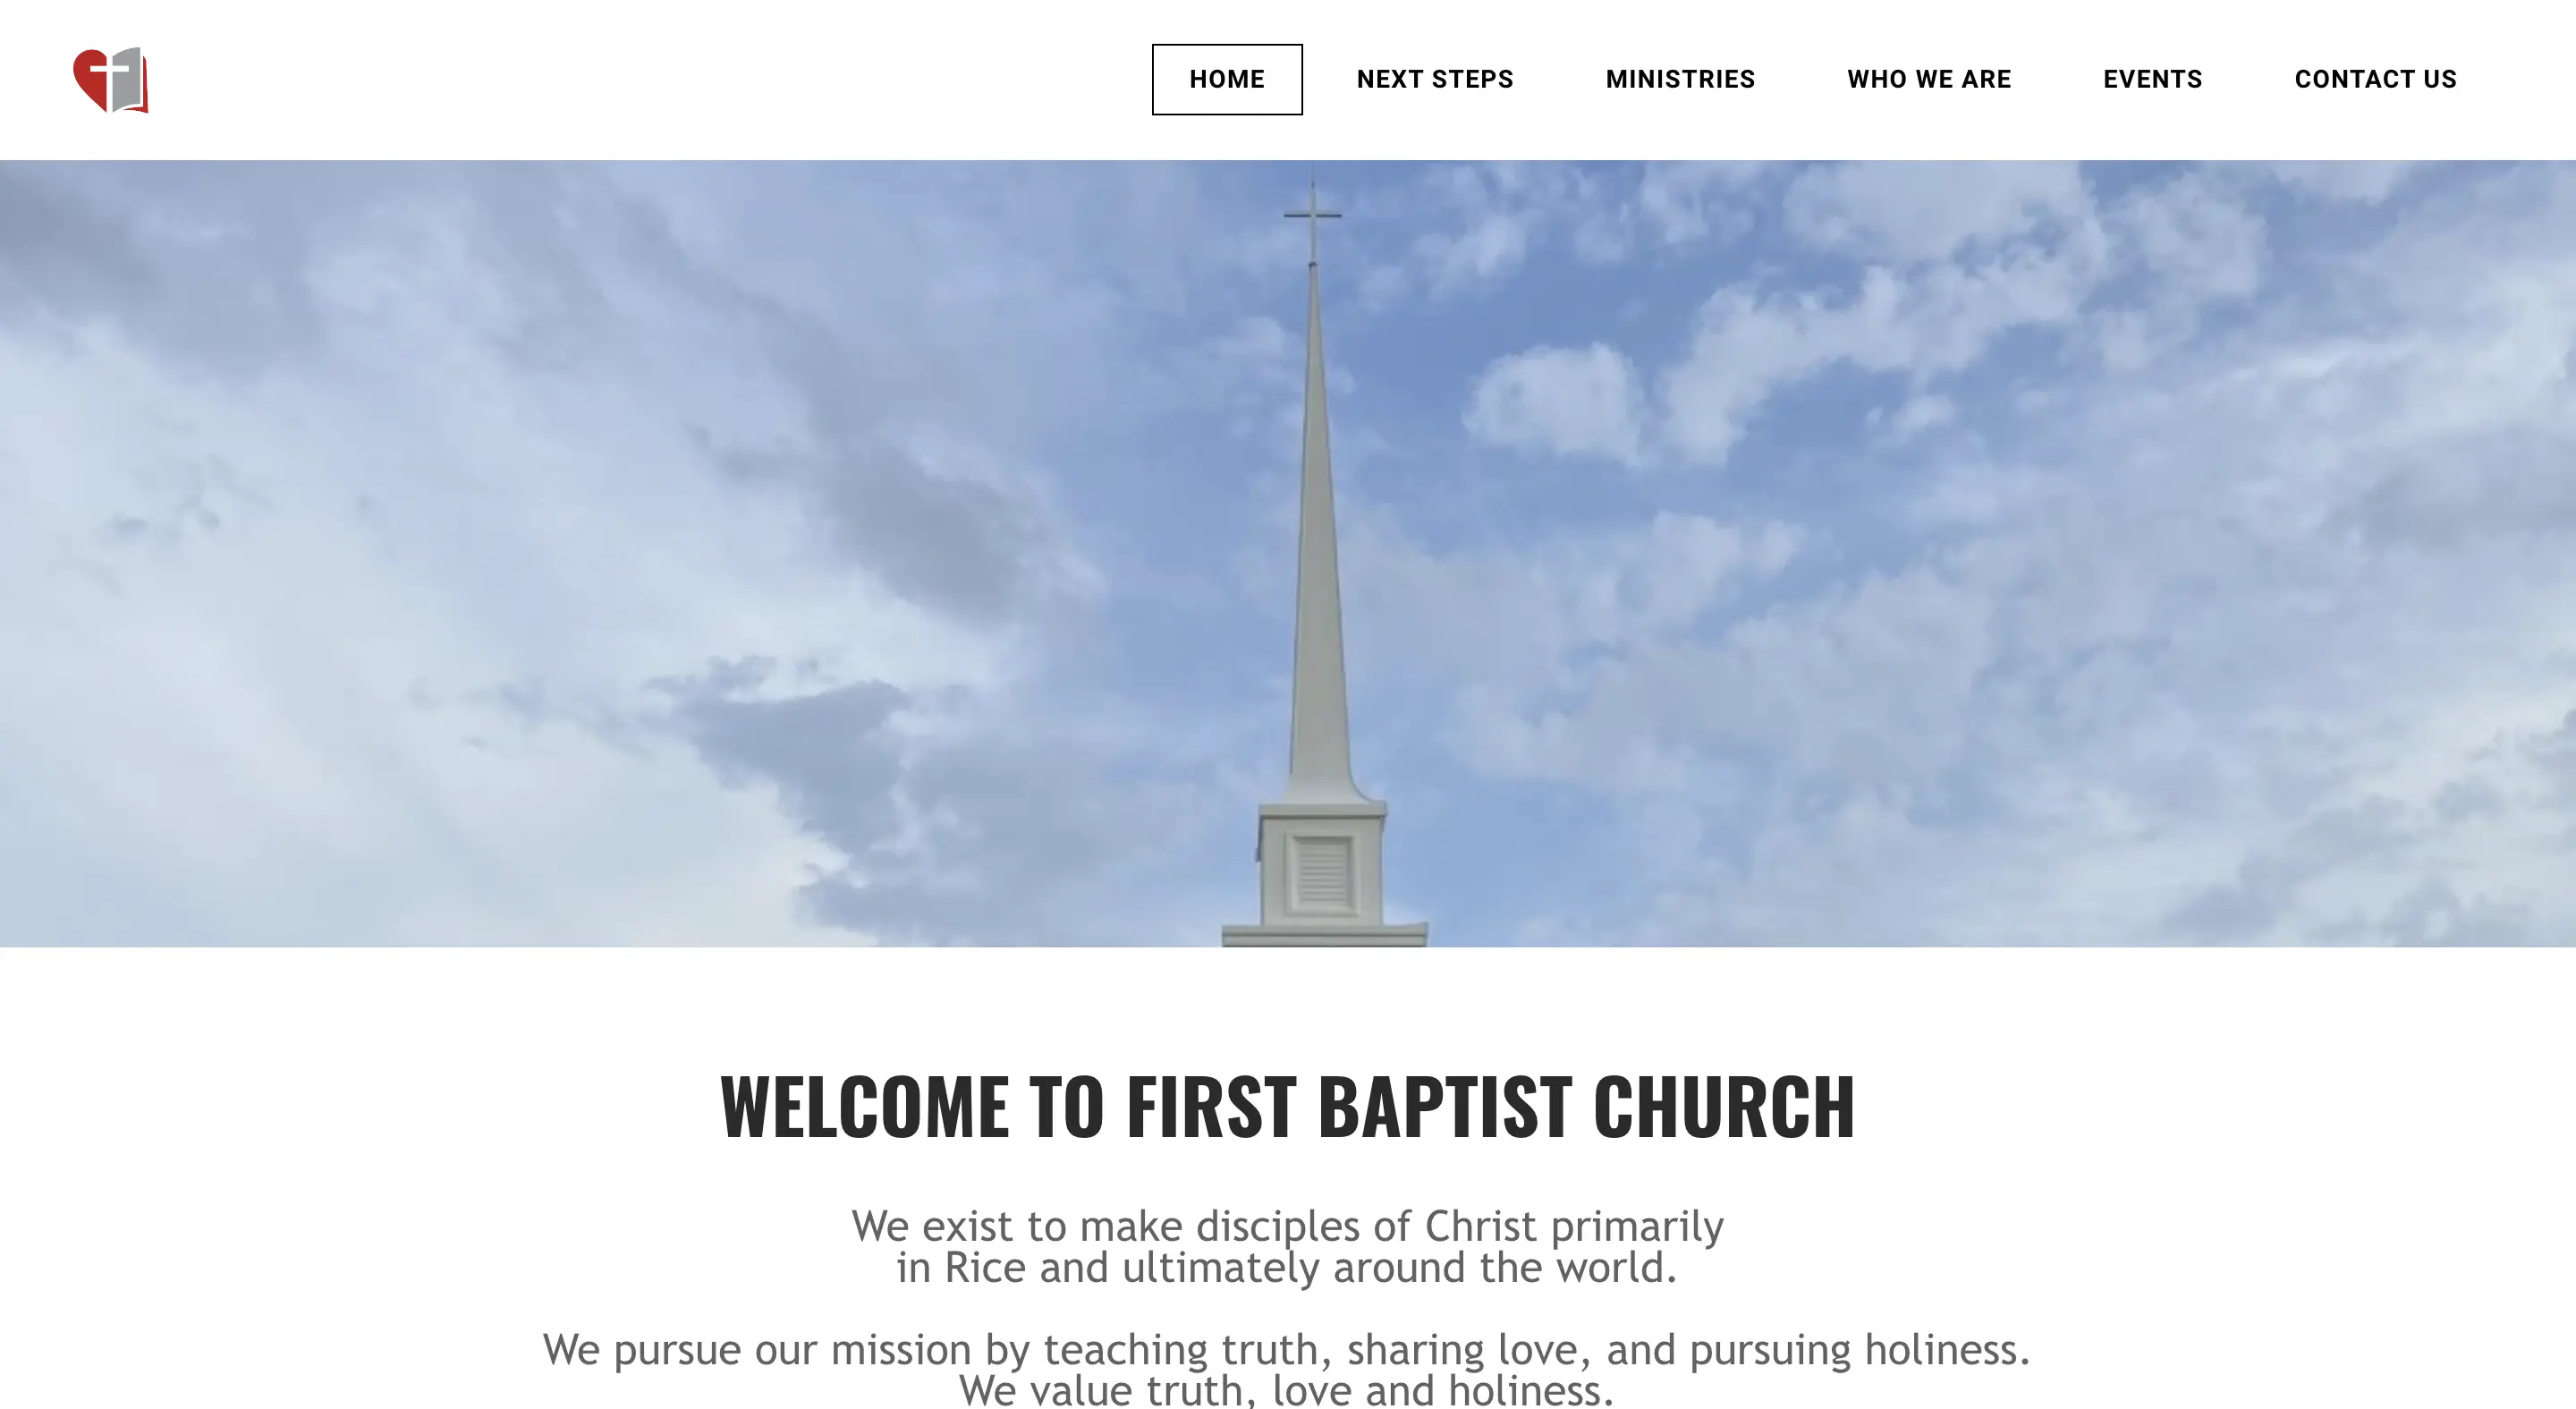 HOME
NEXT STEPS
MINISTRIES
WHO WE ARE
EVENTS
CONTACT US
WELCOME TO FIRST BAPTIST CHURCH
We exist to make disciples of Christ primarily
in Rice and ultimately around the world.
We pursue our mission by teaching truth, sharing love, and pursuing holiness.
We value truth, love and holiness.